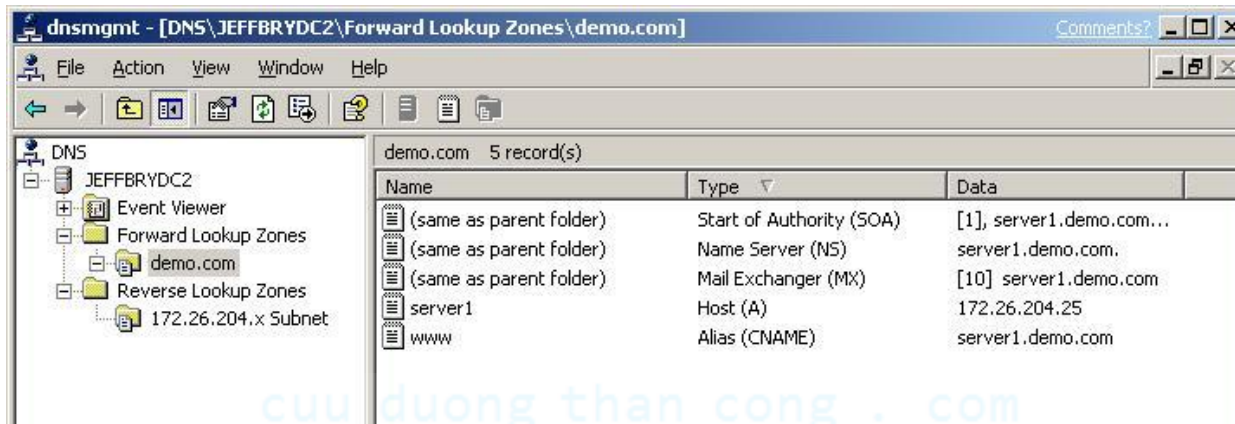 dnsmgmt - [DNS\JEFFBRYDC2\Forward Lookup Zones\demo.com] Comments?
File Action View Window Help
DNS
JEFFBRYDC2
Event Viewer
Forward Lookup Zones
demo.com
Reverse Lookup Zones
172.26.204.x Subnet
demo.com 5 record(s)
Name Type Data
(same as parent folder) Start of Authority (SOA) [1], server1.demo.com...
(same as parent folder) Name Server (NS) server1.demo.com.
(same as parent folder) Mail Exchanger (MX) [10] server1.demo.com
server1 Host (A) 172.26.204.25
www Alias (CNAME) server1.demo.com
cuu duong than cong . com